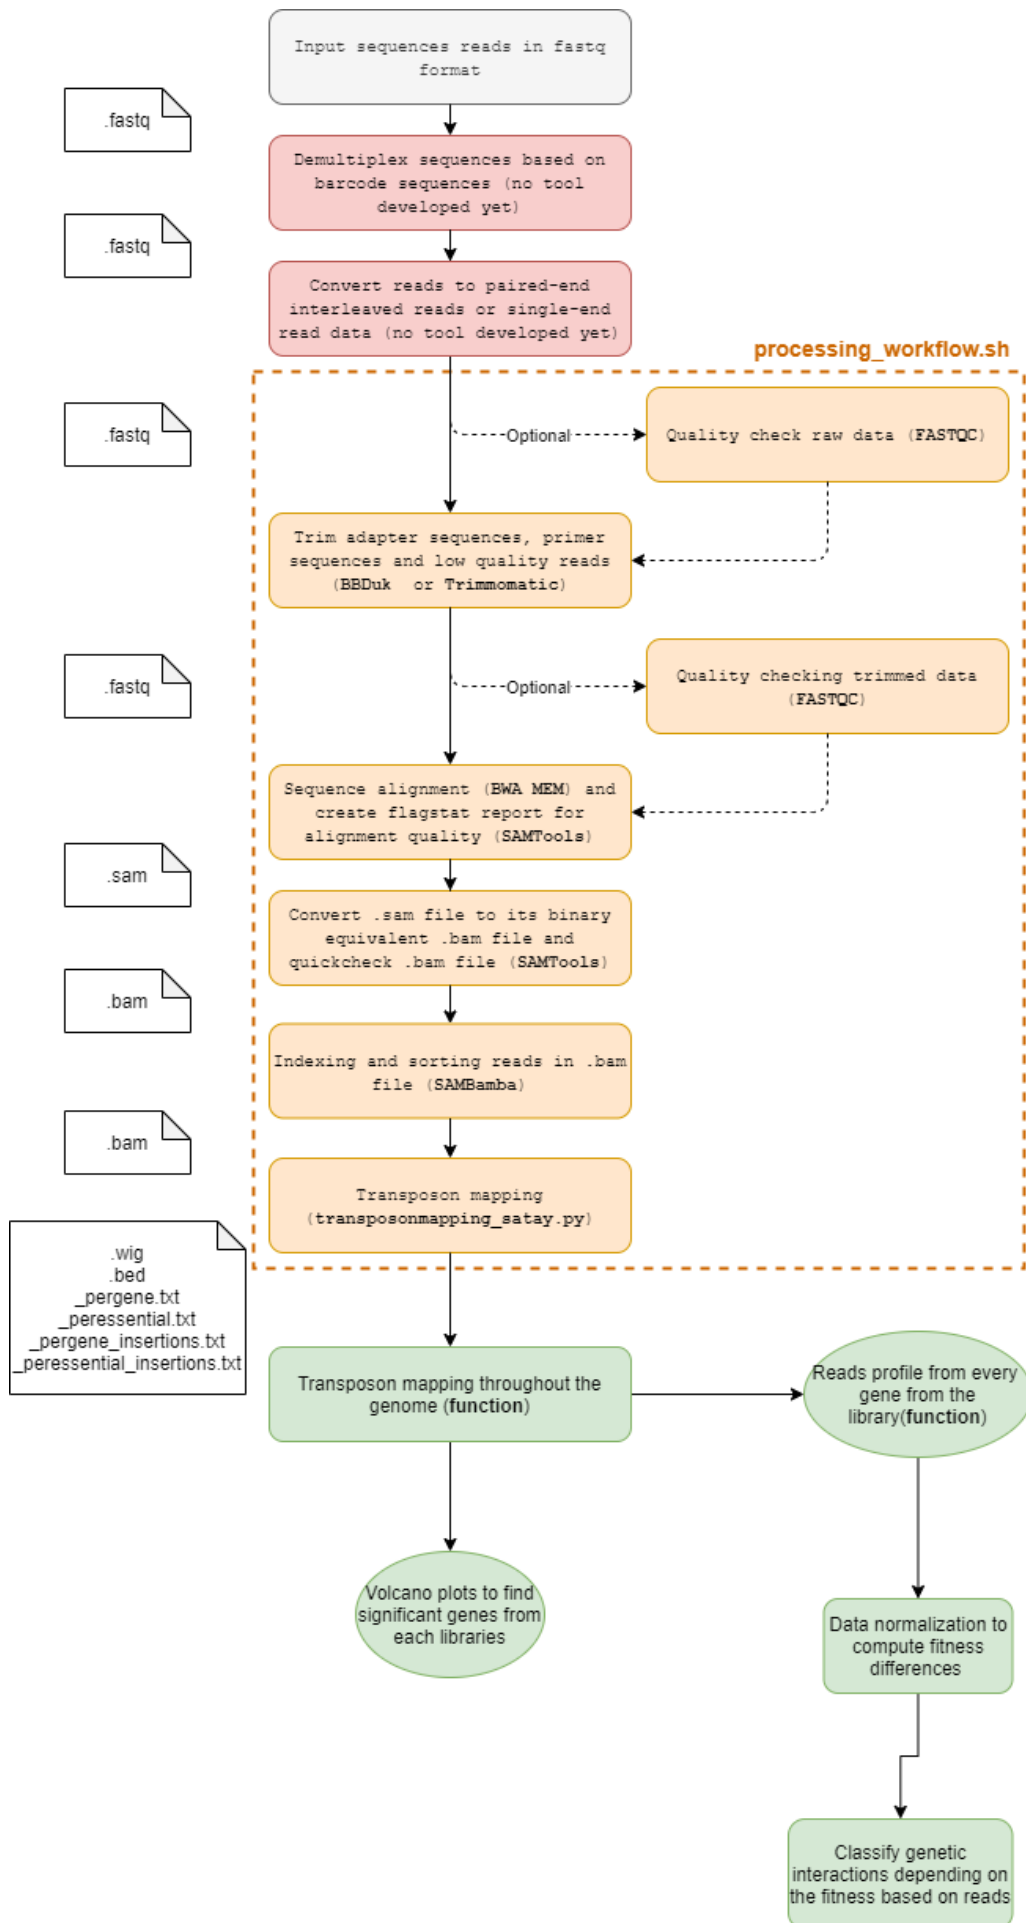 Input sequences reads in fastq
format
.fastq
Demultiplex sequences based on
barcode sequences (no tool
developed yet)
.fastq
Convert reads to paired-end
interleaved reads or single-end
read data (no tool developed yet)
processing_workflow.sh
.fastq
Optional
Quality check raw data (FASTQC)
Trim adapter sequences, primer
sequences and low quality reads
(BBDuk or Trimmomatic)
.fastq
Optional
Quality checking trimmed data
(FASTQC)
Sequence alignment (BWA MEM) and
create flagstat report for
alignment quality (SAMTools)
.sam
Convert .sam file to its binary
equivalent .bam file and
quickcheck .bam file (SAMTools)
.bam
Indexing and sorting reads in .bam
file (SAMBamba)
.bam
Transposon mapping
(transposonmapping_satay.py)
.wig
.bed
_pergene.txt
_peressential.txt
_pergene_insertions.txt
_peressential_insertions.txt
Transposon mapping throughout the
genome (function)
Reads profile from every
gene from the
library(function)
Volcano plots to find
significant genes from
each libraries
Data normalization to
compute fitness
differences
Classify genetic
interactions depending on
the fitness based on reads